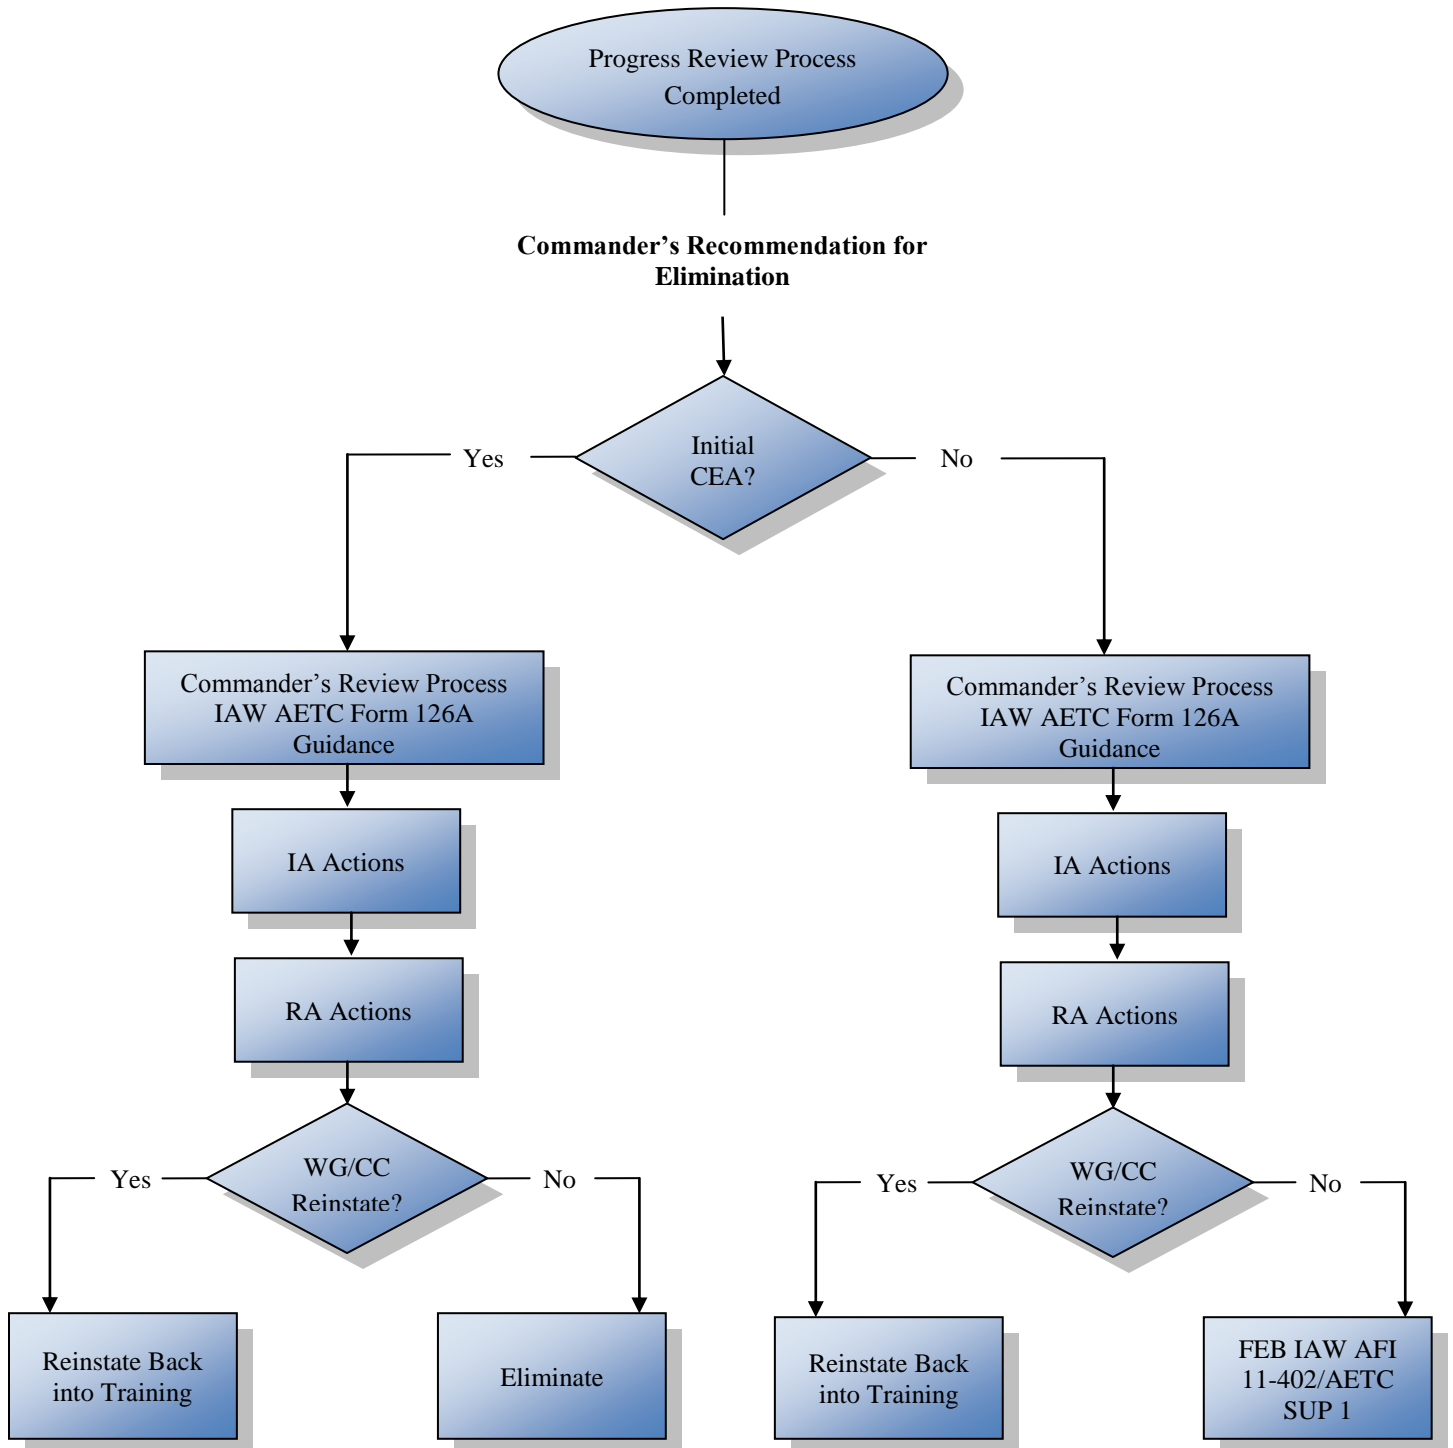 Progress Review Process
Completed
Commander’s Recommendation for
Elimination
Initial
CEA?
Yes
No
Commander’s Review Process
IAW AETC Form 126A
Guidance
IA Actions
RA Actions
WG/CC
Reinstate?
Yes
No
Reinstate Back
into Training
Eliminate
Commander’s Review Process
IAW AETC Form 126A
Guidance
IA Actions
RA Actions
WG/CC
Reinstate?
Yes
No
Reinstate Back
into Training
FEB IAW AFI
11-402/AETC
SUP 1